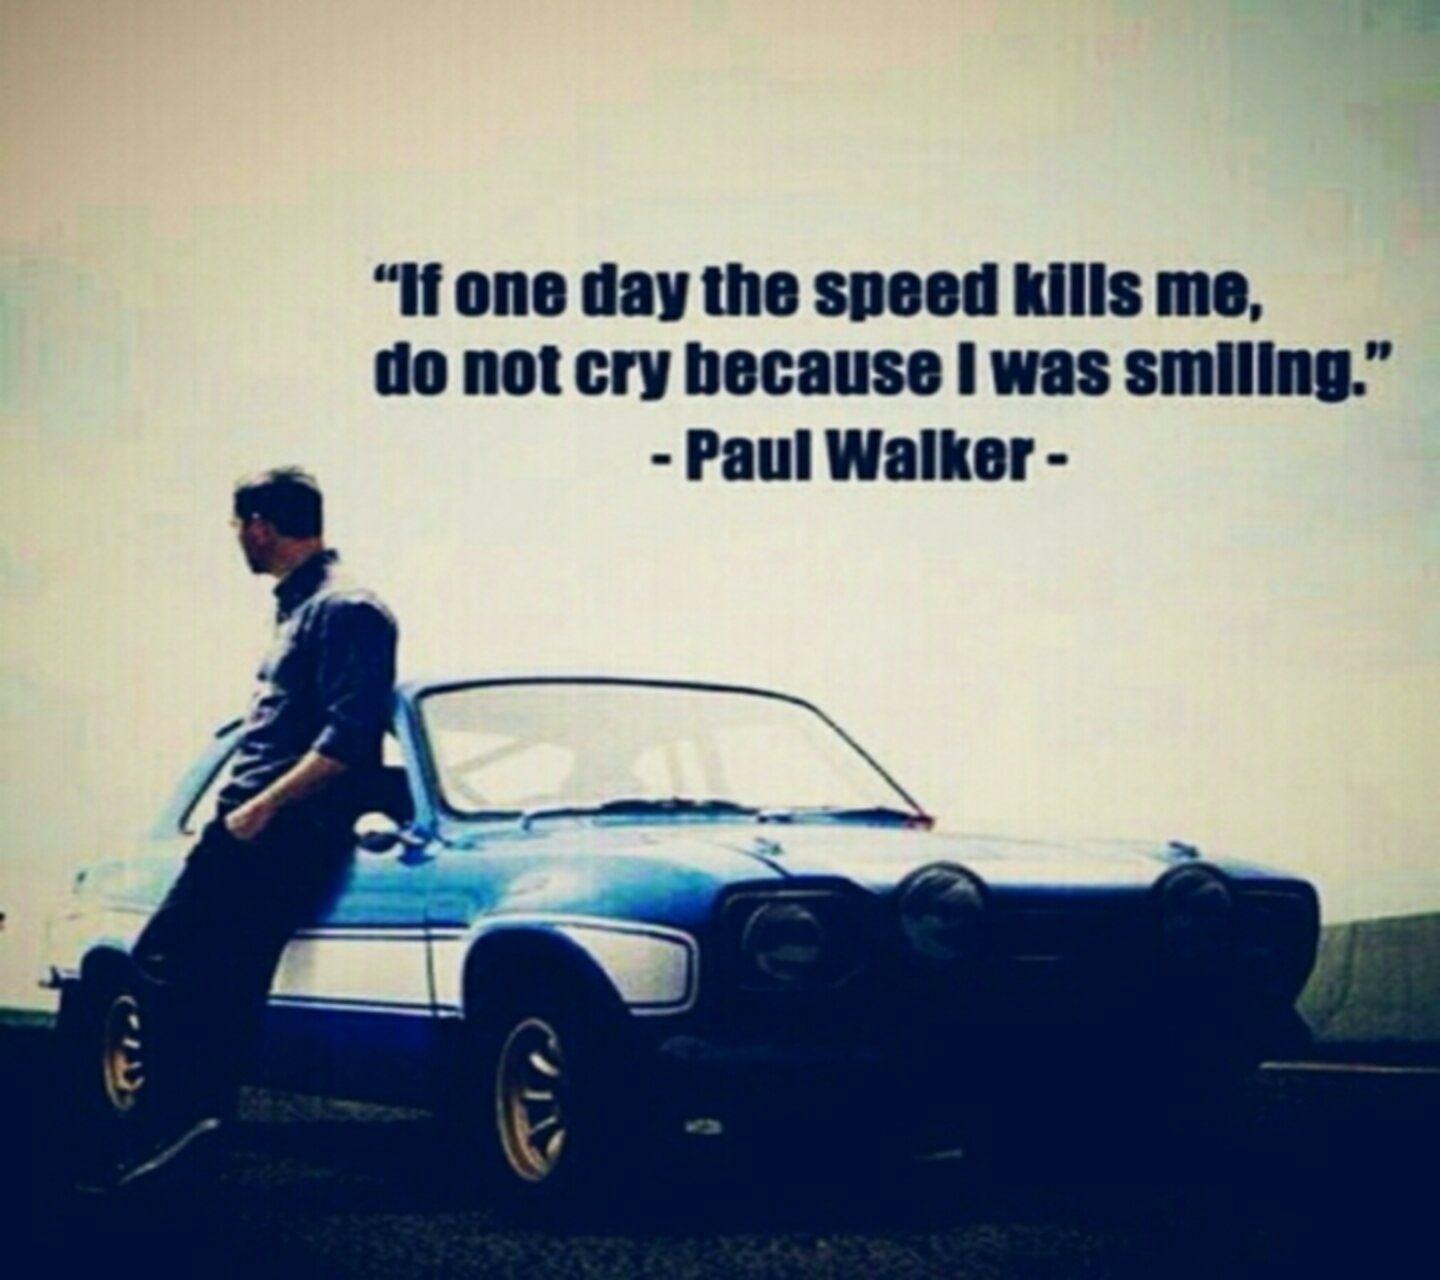 “If one day the speed kills me,
do not cry because I was smiling.”
- Paul Walker -